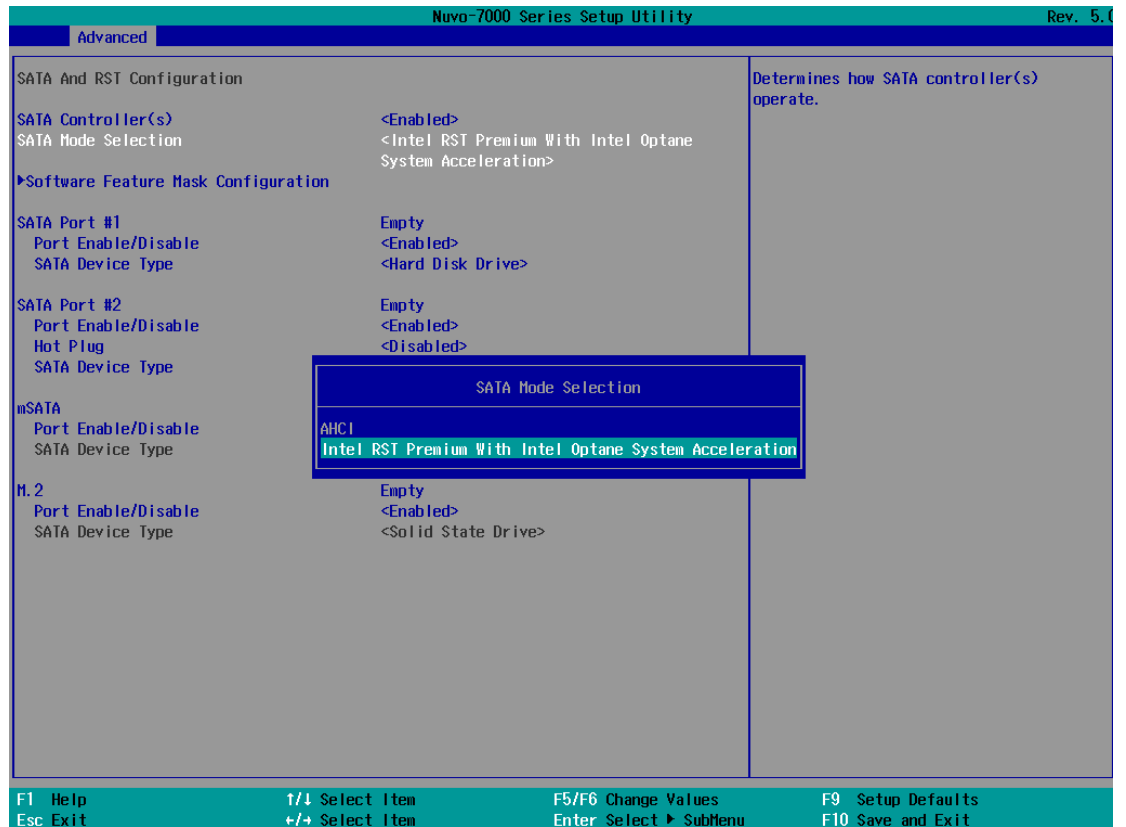 Nuvo-7000 Series Setup Utility Rev. 5.0
Advanced
SATA And RST Configuration
SATA Controller(s) <Enabled>
SATA Mode Selection <Intel RST Premium With Intel Optane
System Acceleration>
▶Software Feature Mask Configuration
SATA Port #1 Empty
Port Enable/Disable <Enabled>
SATA Device Type <Hard Disk Drive>
SATA Port #2 Empty
Port Enable/Disable <Enabled>
Hot Plug <Disabled>
SATA Device Type
mSATA
Port Enable/Disable
SATA Device Type
M.2 Empty
Port Enable/Disable <Enabled>
SATA Device Type <Solid State Drive>
SATA Mode Selection
AHCI
Intel RST Premium With Intel Optane System Acceleration
Determines how SATA controller(s)
operate.
F1 Help ↑/↓ Select Item F5/F6 Change Values F9 Setup Defaults
Esc Exit ←/→ Select Item Enter Select ▶ SubMenu F10 Save and Exit